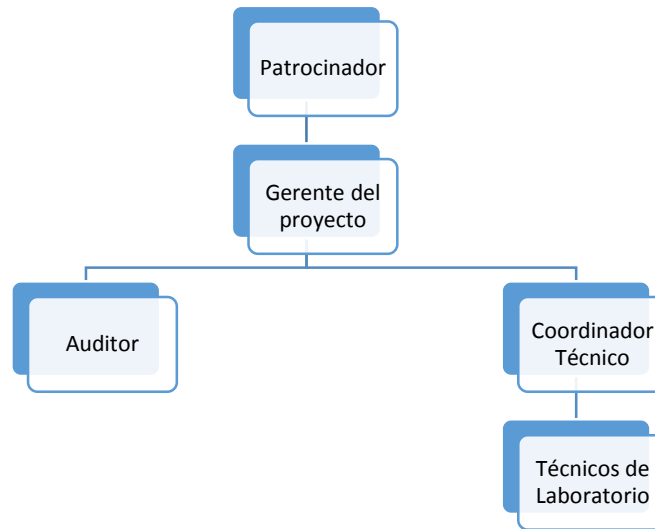 Patrocinador
Gerente del
proyecto
Auditor
Coordinador
Técnico
Técnicos de
Laboratorio